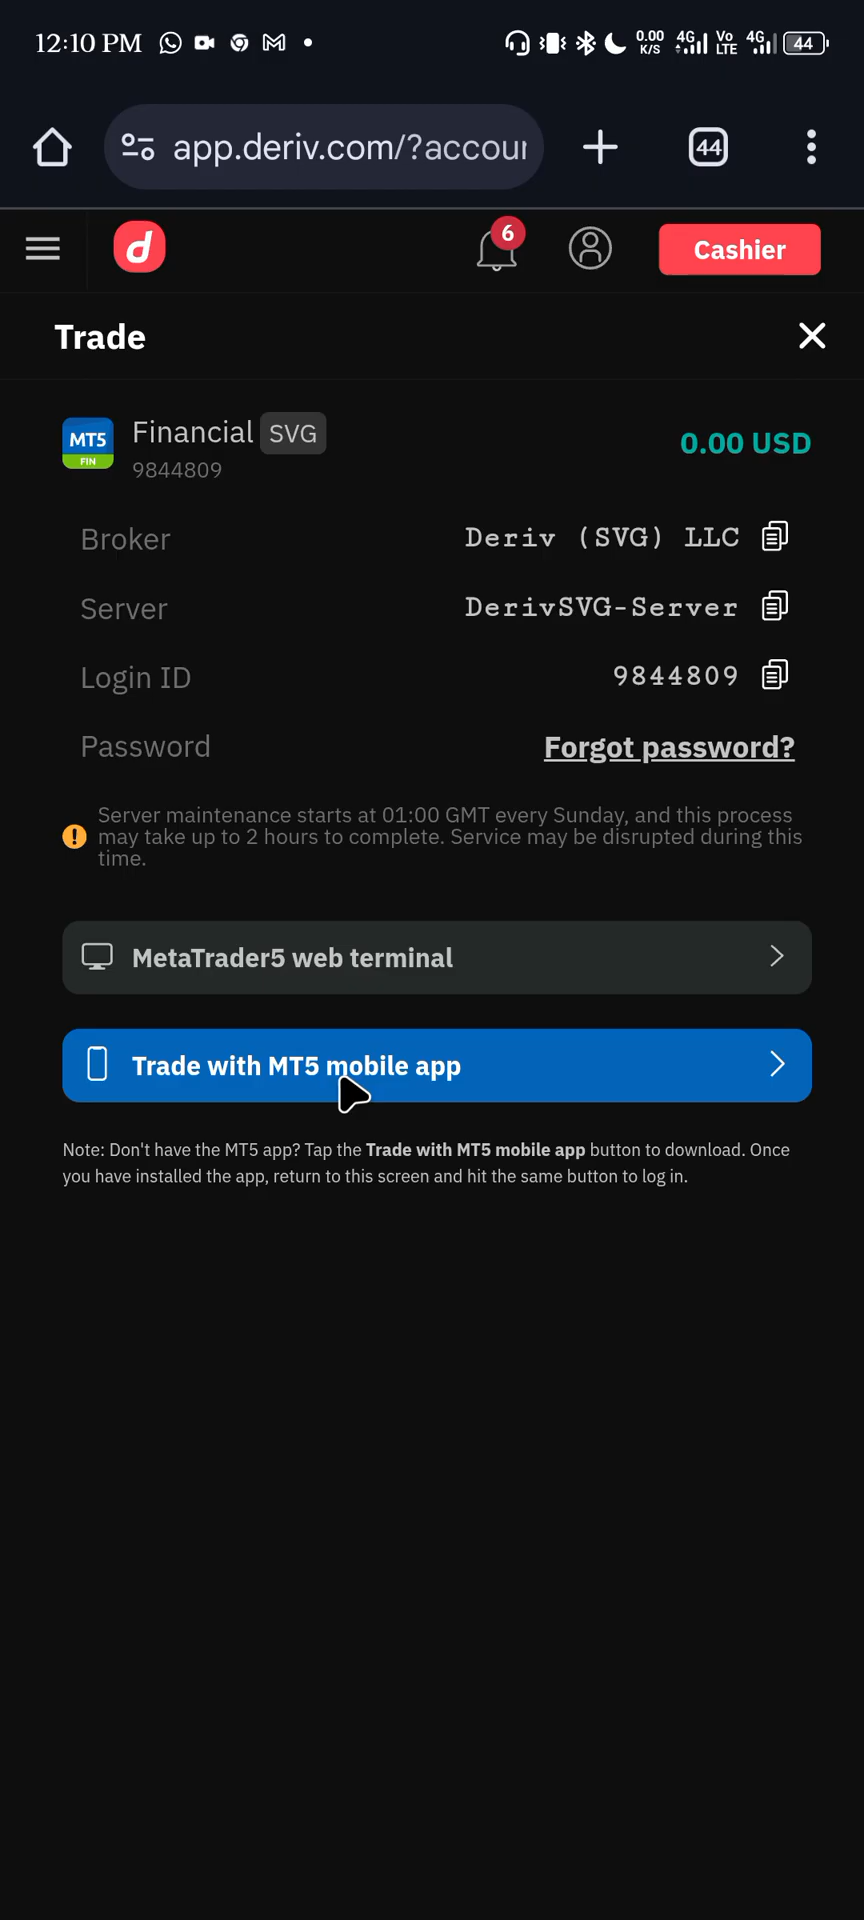 12:10 PM
0.00
K/S
4G
Vo
LTE
4G
44
app.deriv.com/?accour
44
d
6
Cashier
Trade
MT5
FIN
Financial SVG
9844809
0.00 USD
Broker
Deriv (SVG) LLC
Server
DerivSVG-Server
Login ID
9844809
Password
Forgot password?
Server maintenance starts at 01:00 GMT every Sunday, and this process
may take up to 2 hours to complete. Service may be disrupted during this
time.
MetaTrader5 web terminal
Trade with MT5 mobile app
Note: Don't have the MT5 app? Tap the Trade with MT5 mobile app button to download. Once
you have installed the app, return to this screen and hit the same button to log in.